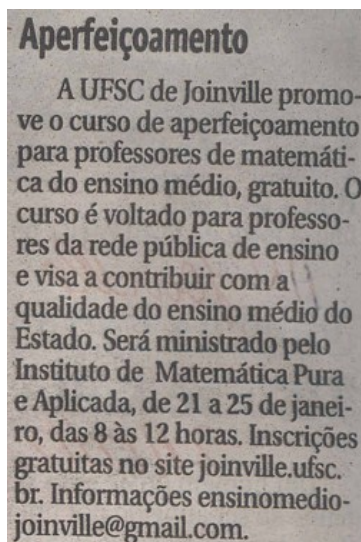 Aperfeiçoamento
A UFSC de Joinville promo-
ve o curso de aperfeiçoamento
para professores de matemáti-
ca do ensino médio, gratuito. O
curso é voltado para professo-
res da rede pública de ensino
e visa a contribuir com a
qualidade do ensino médio do
Estado. Será ministrado pelo
Instituto de Matemática Pura
e Aplicada, de 21 a 25 de janei-
ro, das 8 às 12 horas. Inscrições
gratuitas no site joinville.ufsc.
br. Informações ensinomedio-
joinville@gmail.com.